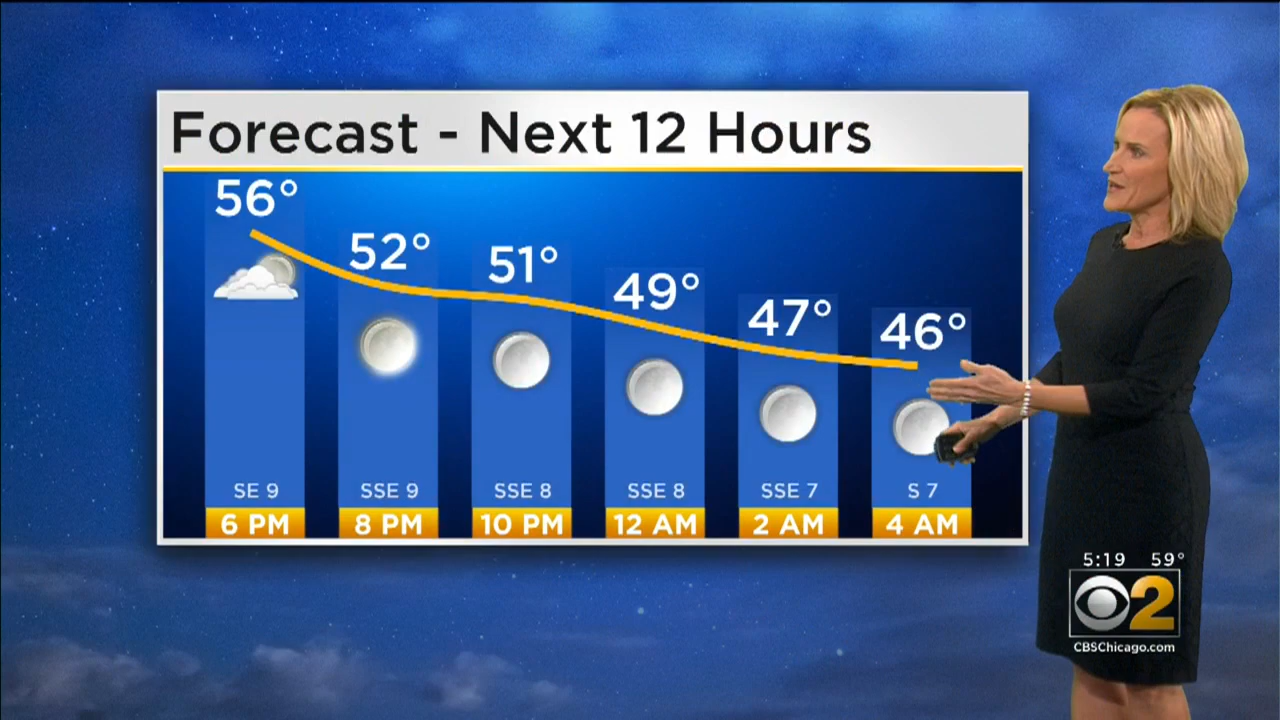 Forecast - Next 12 Hours
56° 52° 51° 49° 47° 46°
SE 9 SSE 9 SSE 8 SSE 8 SSE 7 S 7
6 PM 8 PM 10 PM 12 AM 2 AM 4 AM
5:19 59°
2
CBSChicago.com